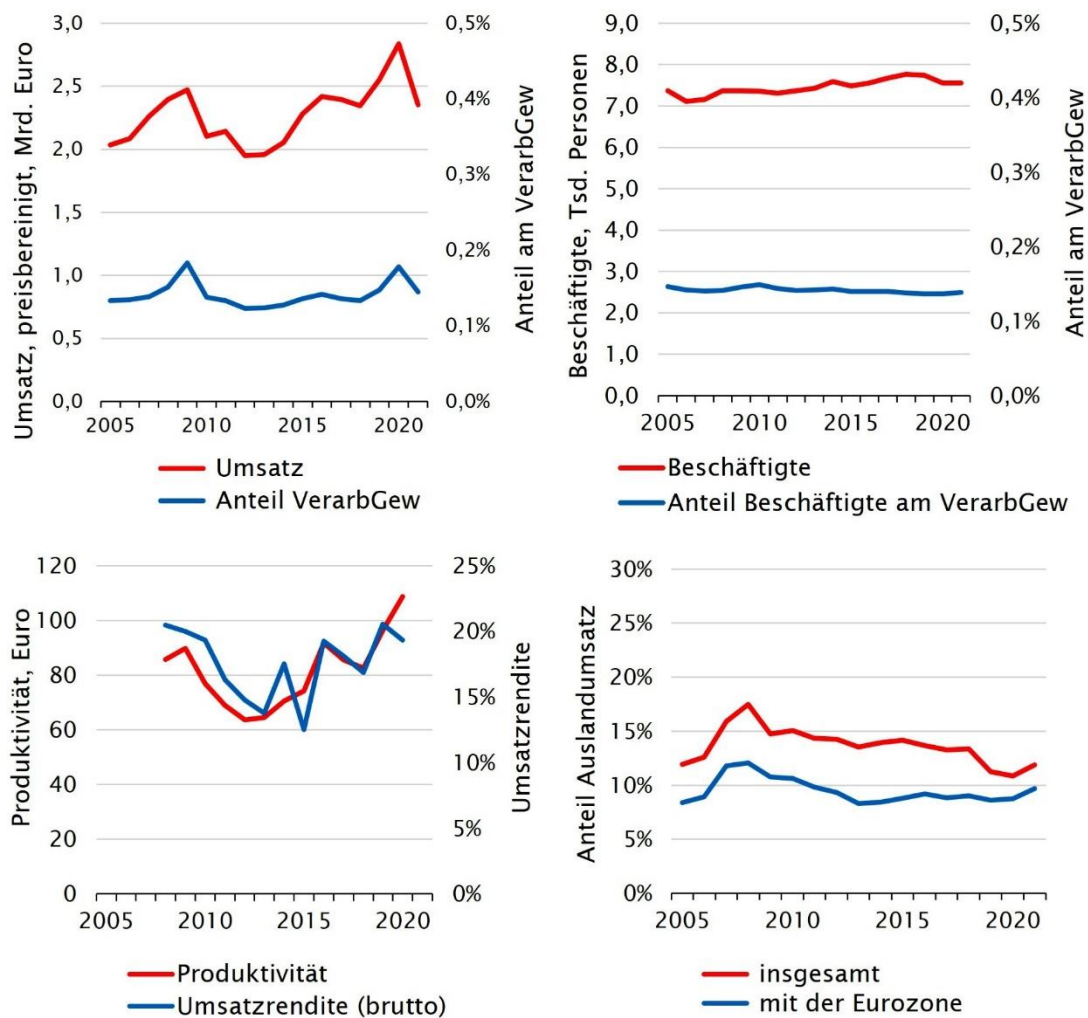 Umsatz, preisbereinigt, Mrd. Euro
3,0
2,5
2,0
1,5
1,0
0,5
0,0
0,5%
0,4%
0,3%
0,2%
0,1%
0,0%
Anteil am VerarbGew
2005 2010 2015 2020
Umsatz
Anteil VerarbGew
Beschäftigte, Tsd. Personen
9,0
8,0
7,0
6,0
5,0
4,0
3,0
2,0
1,0
0,0
0,5%
0,4%
0,3%
0,2%
0,1%
0,0%
Anteil am VerarbGew
2005 2010 2015 2020
Beschäftigte
Anteil Beschäftigte am VerarbGew
Produktivität, Euro
120
100
80
60
40
20
0
25%
20%
15%
10%
5%
0%
Umsatzrendite
2005 2010 2015 2020
Produktivität
Umsatzrendite (brutto)
Anteil Auslandumsatz
30%
25%
20%
15%
10%
5%
0%
2005 2010 2015 2020
insgesamt
mit der Eurozone